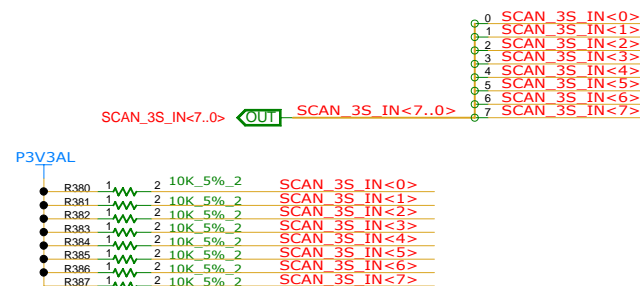 0 SCAN_3S_IN<0>
1 SCAN_3S_IN<1>
2 SCAN_3S_IN<2>
3 SCAN_3S_IN<3>
4 SCAN_3S_IN<4>
5 SCAN_3S_IN<5>
6 SCAN_3S_IN<6>
7 SCAN_3S_IN<7>
SCAN_3S_IN<7..0> OUT SCAN_3S_IN<7..0>
P3V3AL
R380 1 2 10K_5%_2 SCAN_3S_IN<0>
R381 1 2 10K_5%_2 SCAN_3S_IN<1>
R382 1 2 10K_5%_2 SCAN_3S_IN<2>
R383 1 2 10K_5%_2 SCAN_3S_IN<3>
R384 1 2 10K_5%_2 SCAN_3S_IN<4>
R385 1 2 10K_5%_2 SCAN_3S_IN<5>
R386 1 2 10K_5%_2 SCAN_3S_IN<6>
R387 1 2 10K_5%_2 SCAN_3S_IN<7>